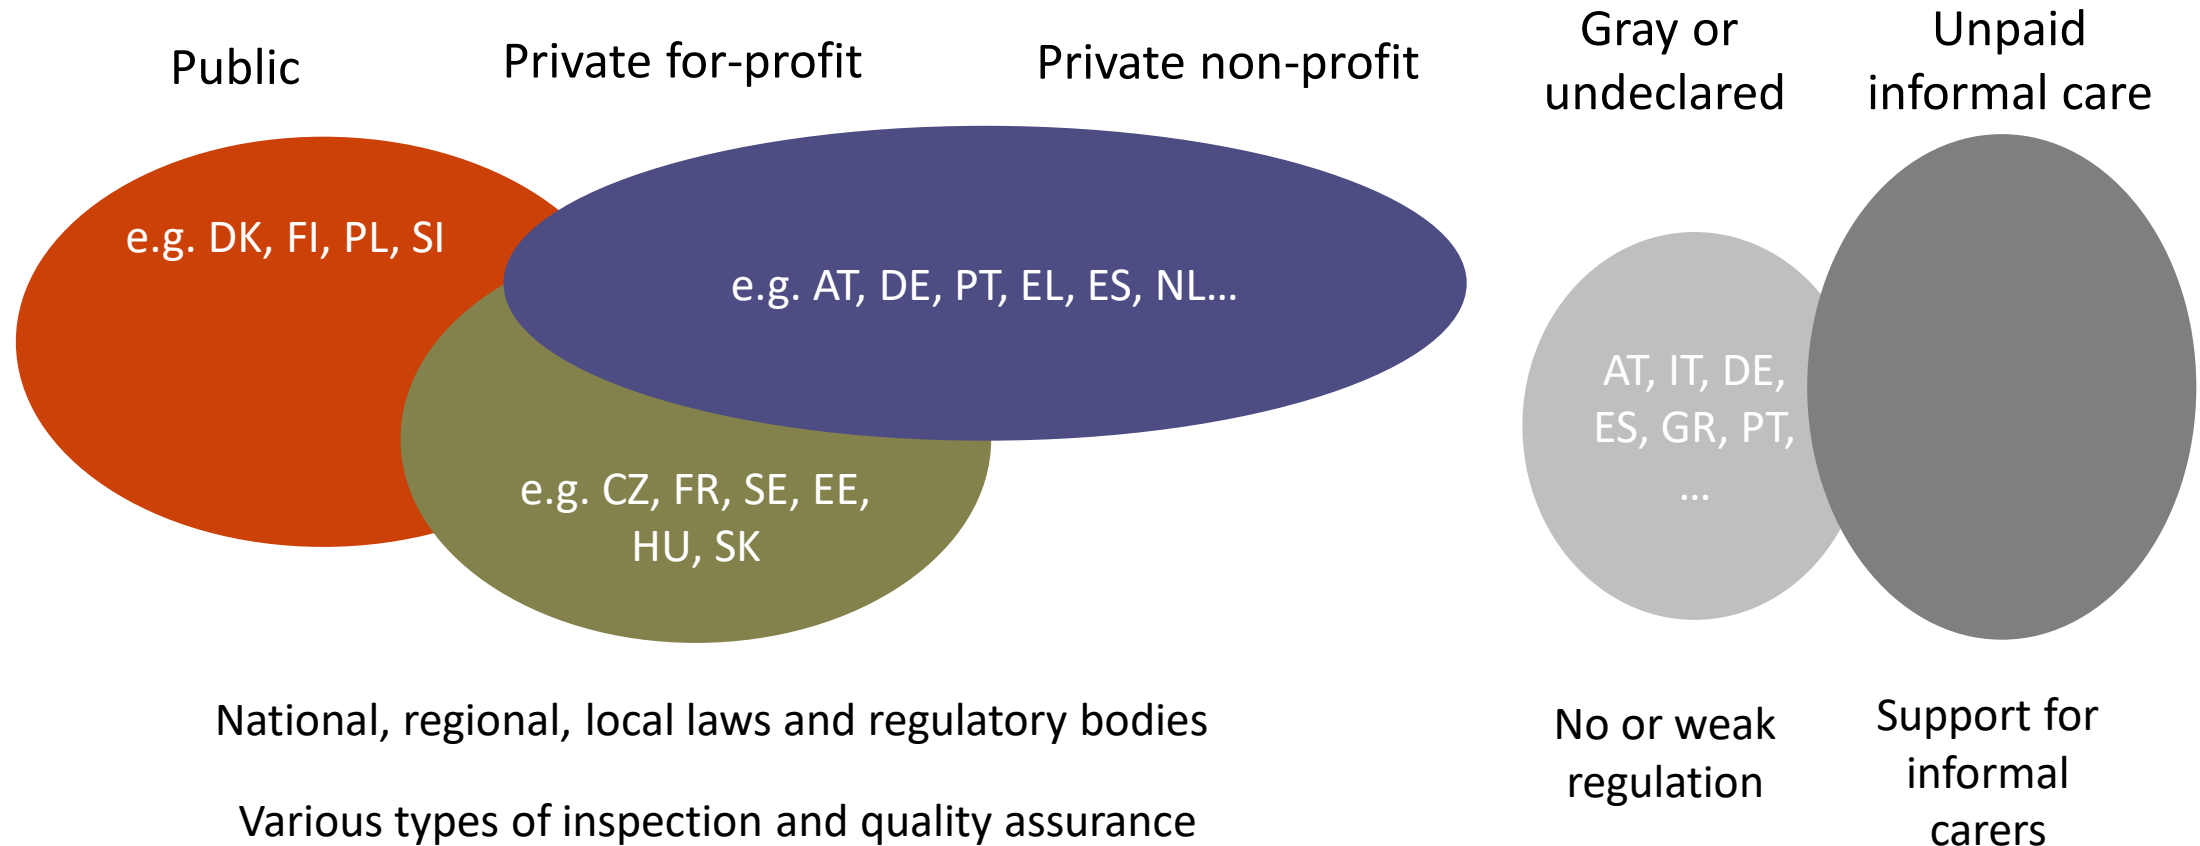 Public
Private for-profit
Private non-profit
Gray or
undeclared
Unpaid
informal care
e.g. DK, FI, PL, SI
e.g. AT, DE, PT, EL, ES, NL…
e.g. CZ, FR, SE, EE,
HU, SK
AT, IT, DE,
ES, GR, PT,
…
National, regional, local laws and regulatory bodies
Various types of inspection and quality assurance
No or weak
regulation
Support for
informal
carers